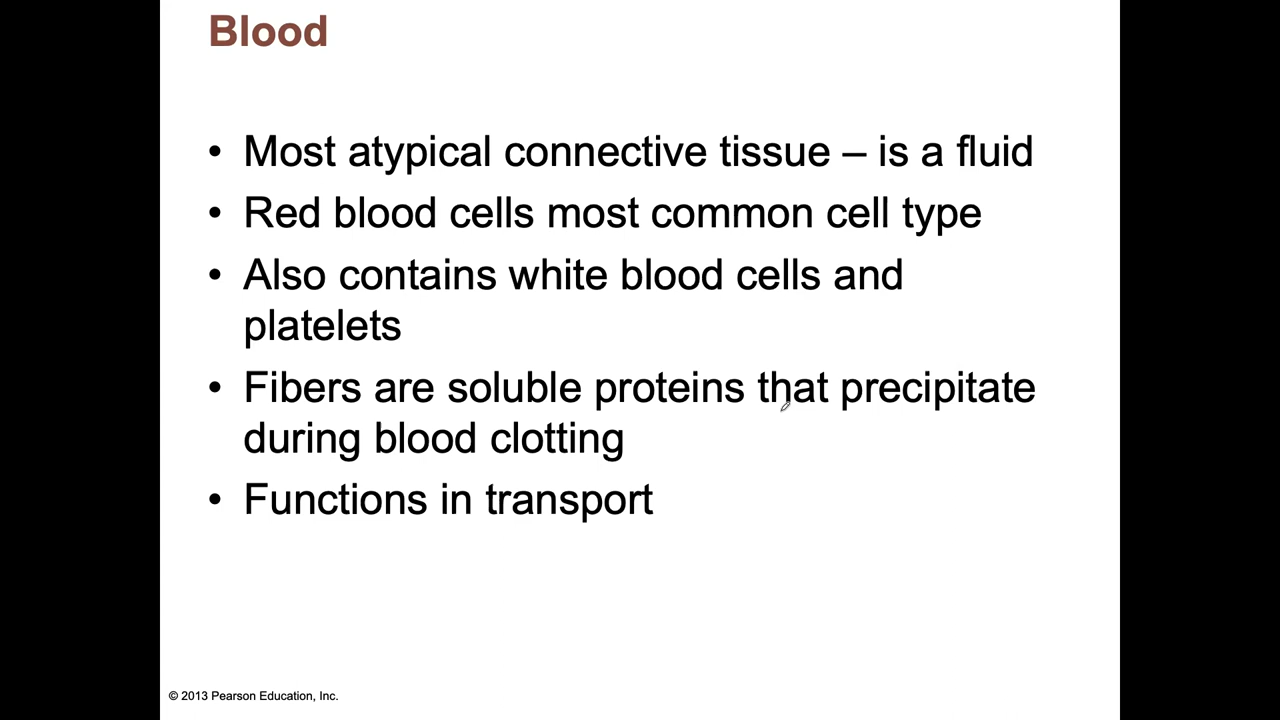 Blood
• Most atypical connective tissue – is a fluid
• Red blood cells most common cell type
• Also contains white blood cells and
platelets
• Fibers are soluble proteins that precipitate
during blood clotting
• Functions in transport
© 2013 Pearson Education, Inc.